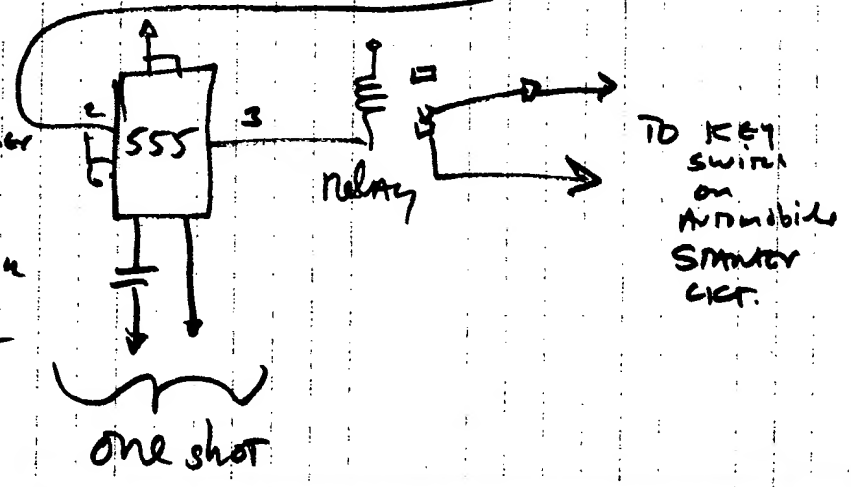 2
555
3
6
Relay
TO KEY
SWITCH
ON
AUTOMOBILE
STARTER
CKT.
one shot